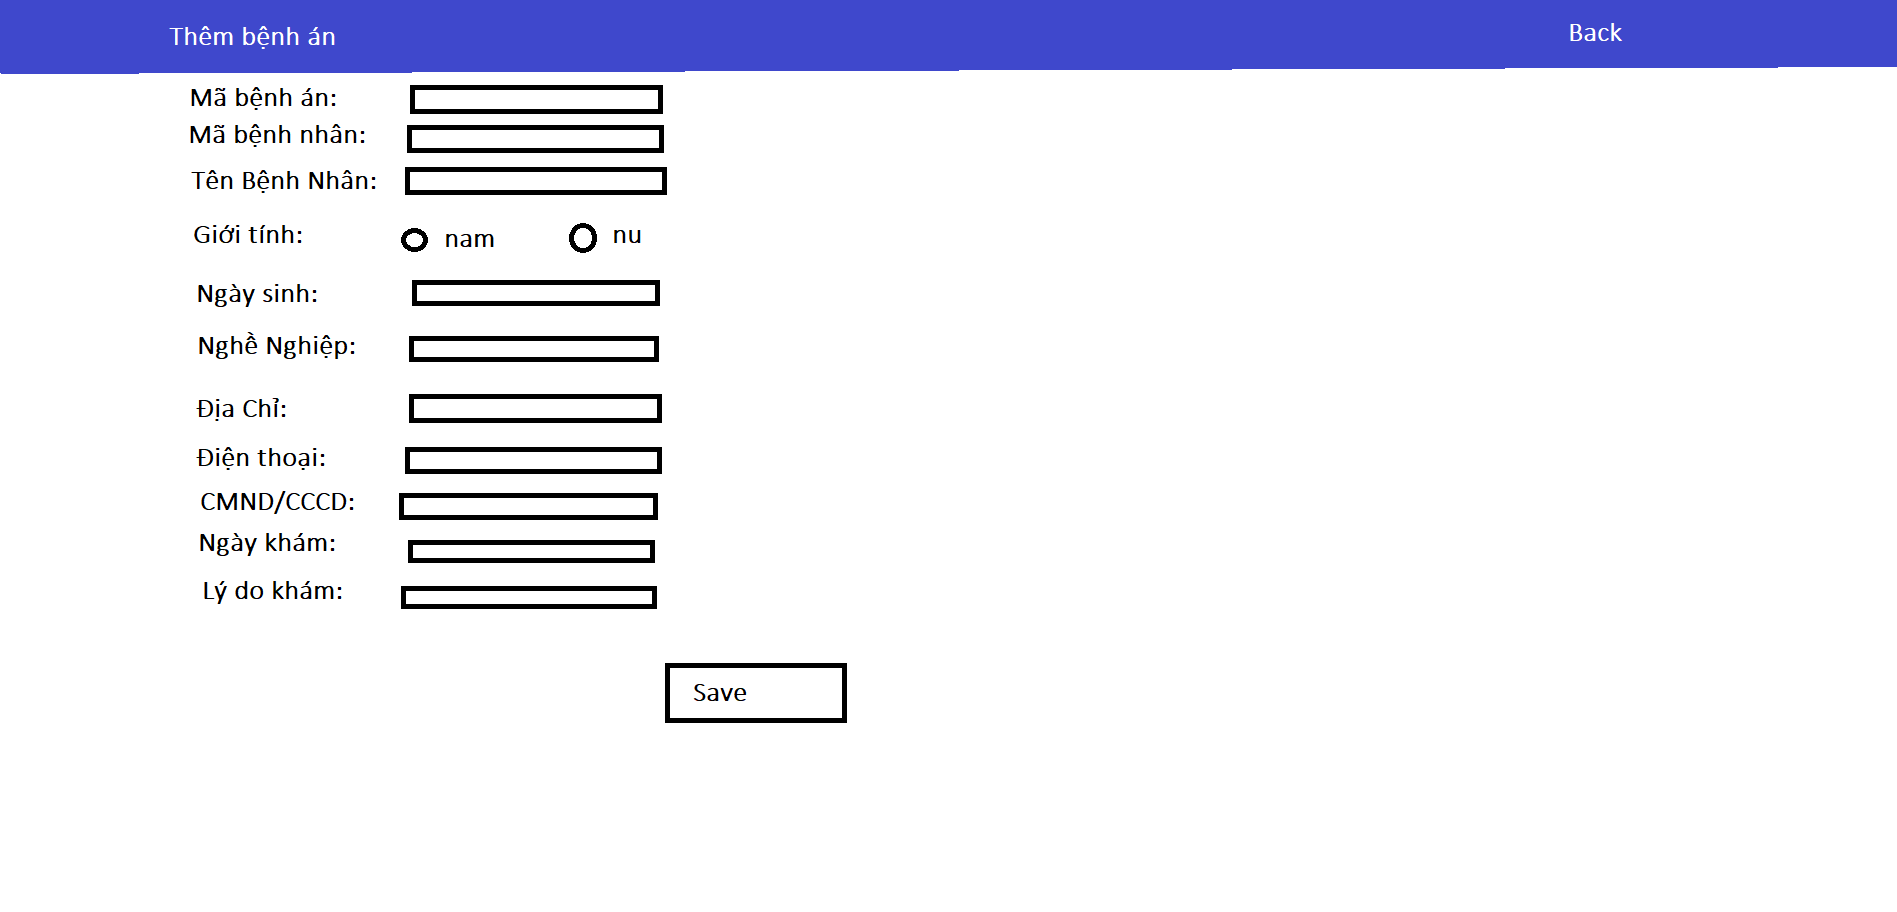 Thêm bệnh án
Back
Mã bệnh án:
Mã bệnh nhân:
Tên Bệnh Nhân:
Giới tính:
nam
nu
Ngày sinh:
Nghề Nghiệp:
Địa Chỉ:
Điện thoại:
CMND/CCCD:
Ngày khám:
Lý do khám:
Save